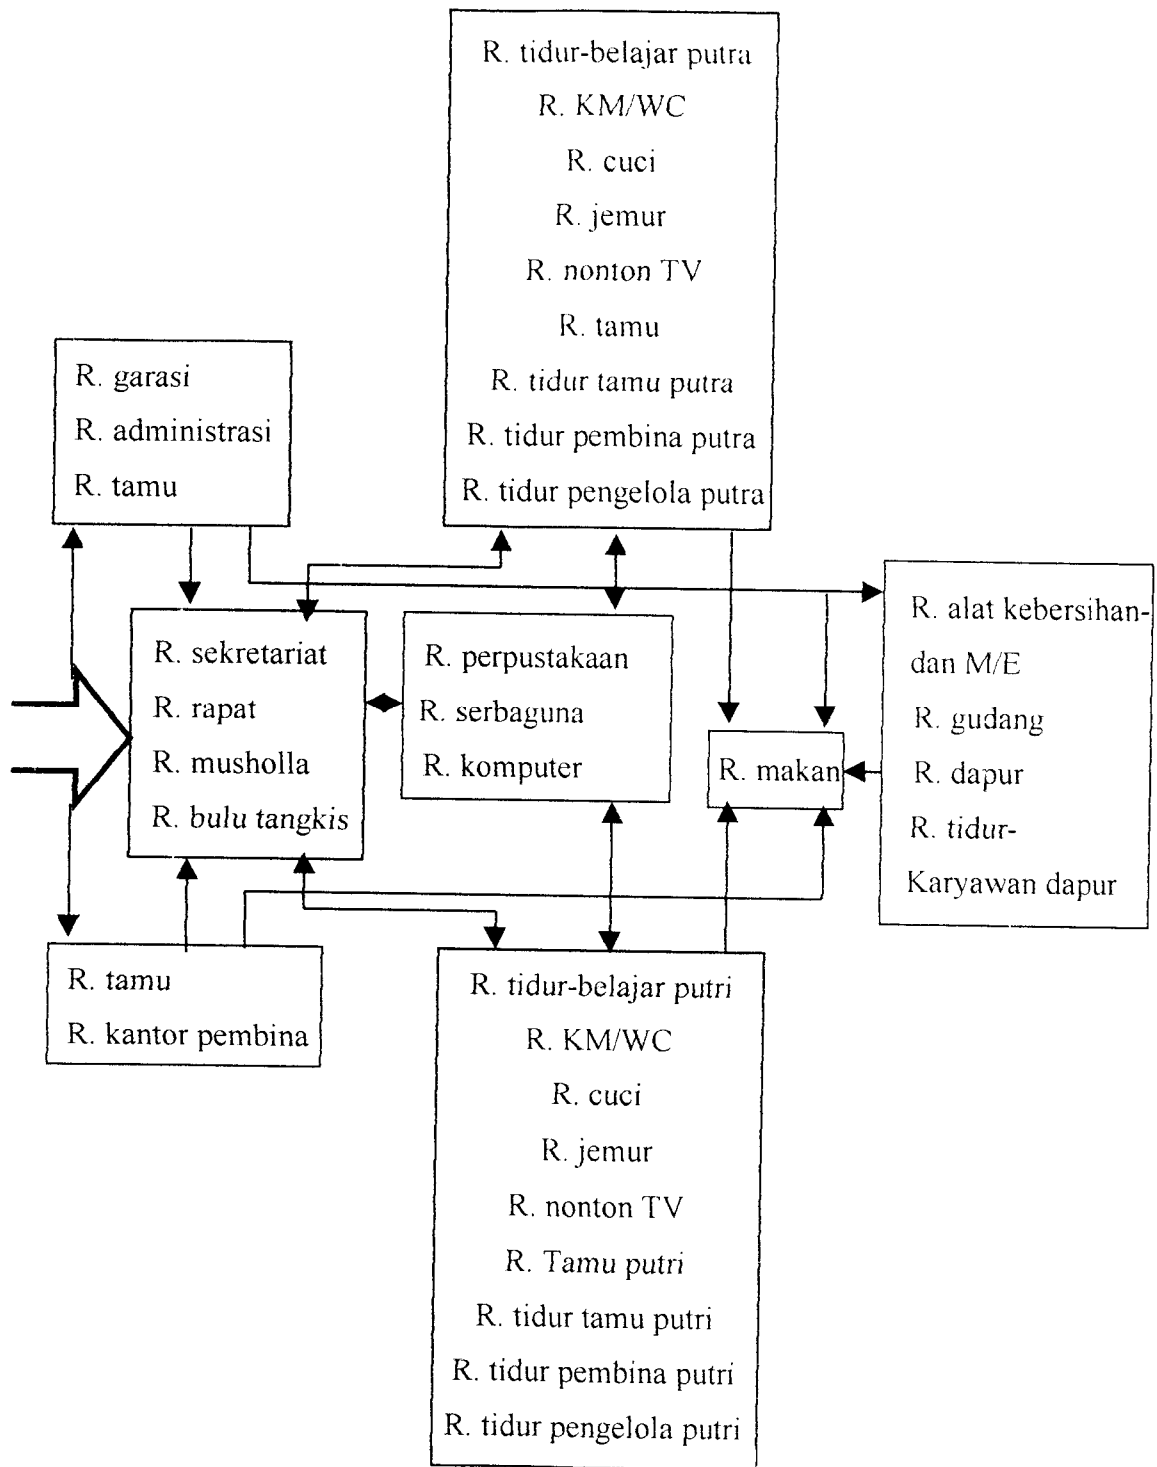 R. tidur-belajar putra
R. KM/WC
R. cuci
R. jemur
R. nonton TV
R. tamu
R. tidur tamu putra
R. tidur pembina putra
R. tidur pengelola putra
R. garasi
R. administrasi
R. tamu
R. sekretariat
R. rapat
R. musholla
R. bulu tangkis
R. perpustakaan
R. serbaguna
R. komputer
R. makan
R. alat kebersihan-
dan M/E
R. gudang
R. dapur
R. tidur-
Karyawan dapur
R. tamu
R. kantor pembina
R. tidur-belajar putri
R. KM/WC
R. cuci
R. jemur
R. nonton TV
R. Tamu putri
R. tidur tamu putri
R. tidur pembina putri
R. tidur pengelola putri